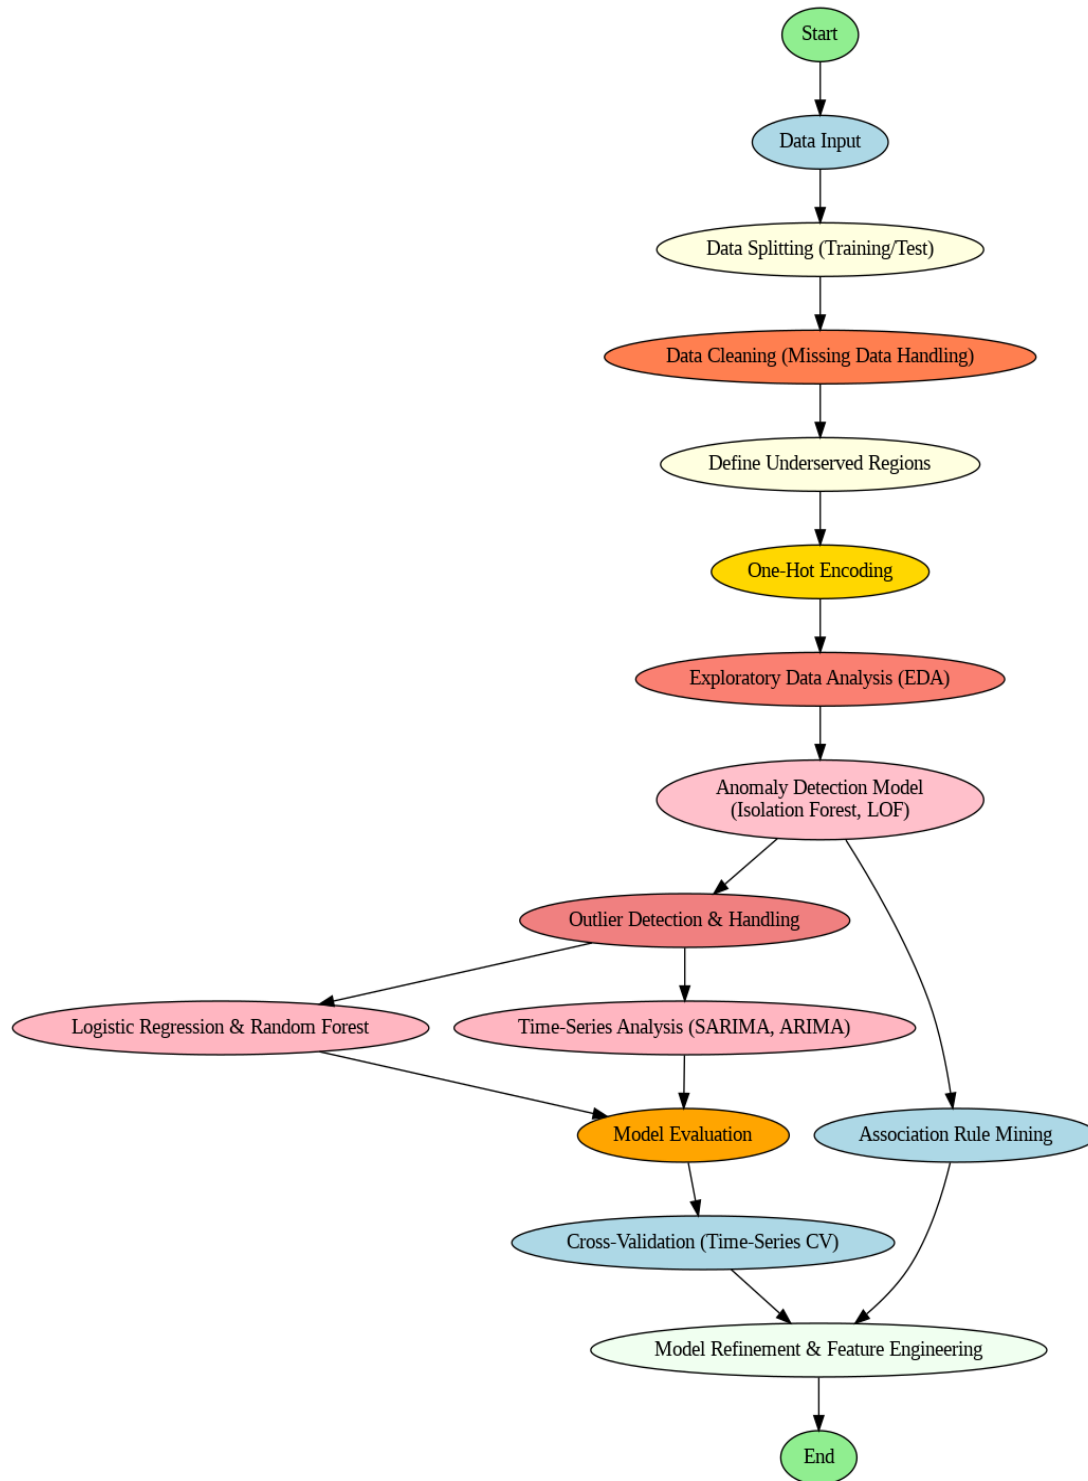 Start
Data Input
Data Splitting (Training/Test)
Data Cleaning (Missing Data Handling)
Define Underserved Regions
One-Hot Encoding
Exploratory Data Analysis (EDA)
Anomaly Detection Model
(Isolation Forest, LOF)
Outlier Detection & Handling
Logistic Regression & Random Forest
Time-Series Analysis (SARIMA, ARIMA)
Model Evaluation
Association Rule Mining
Cross-Validation (Time-Series CV)
Model Refinement & Feature Engineering
End